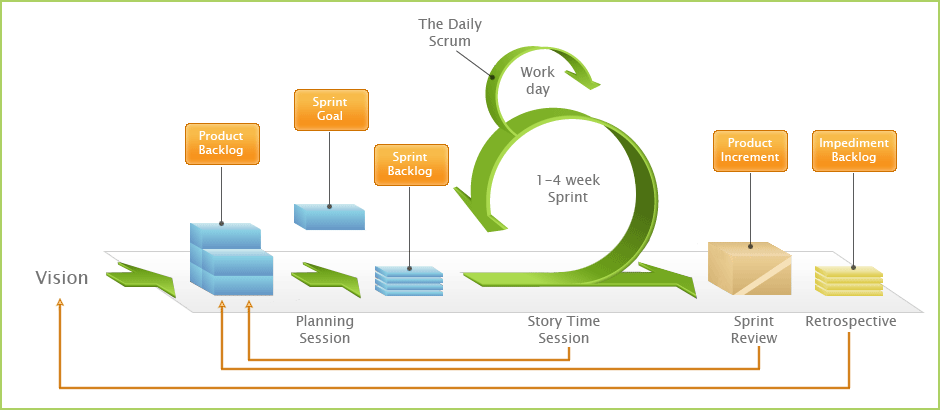 The Daily
Scrum
Work
day
Sprint
Goal
Product
Backlog
Sprint
Backlog
Product
Increment
Impediment
Backlog
1-4 week
Sprint
Vision
Planning
Session
Story Time
Session
Sprint
Review
Retrospective